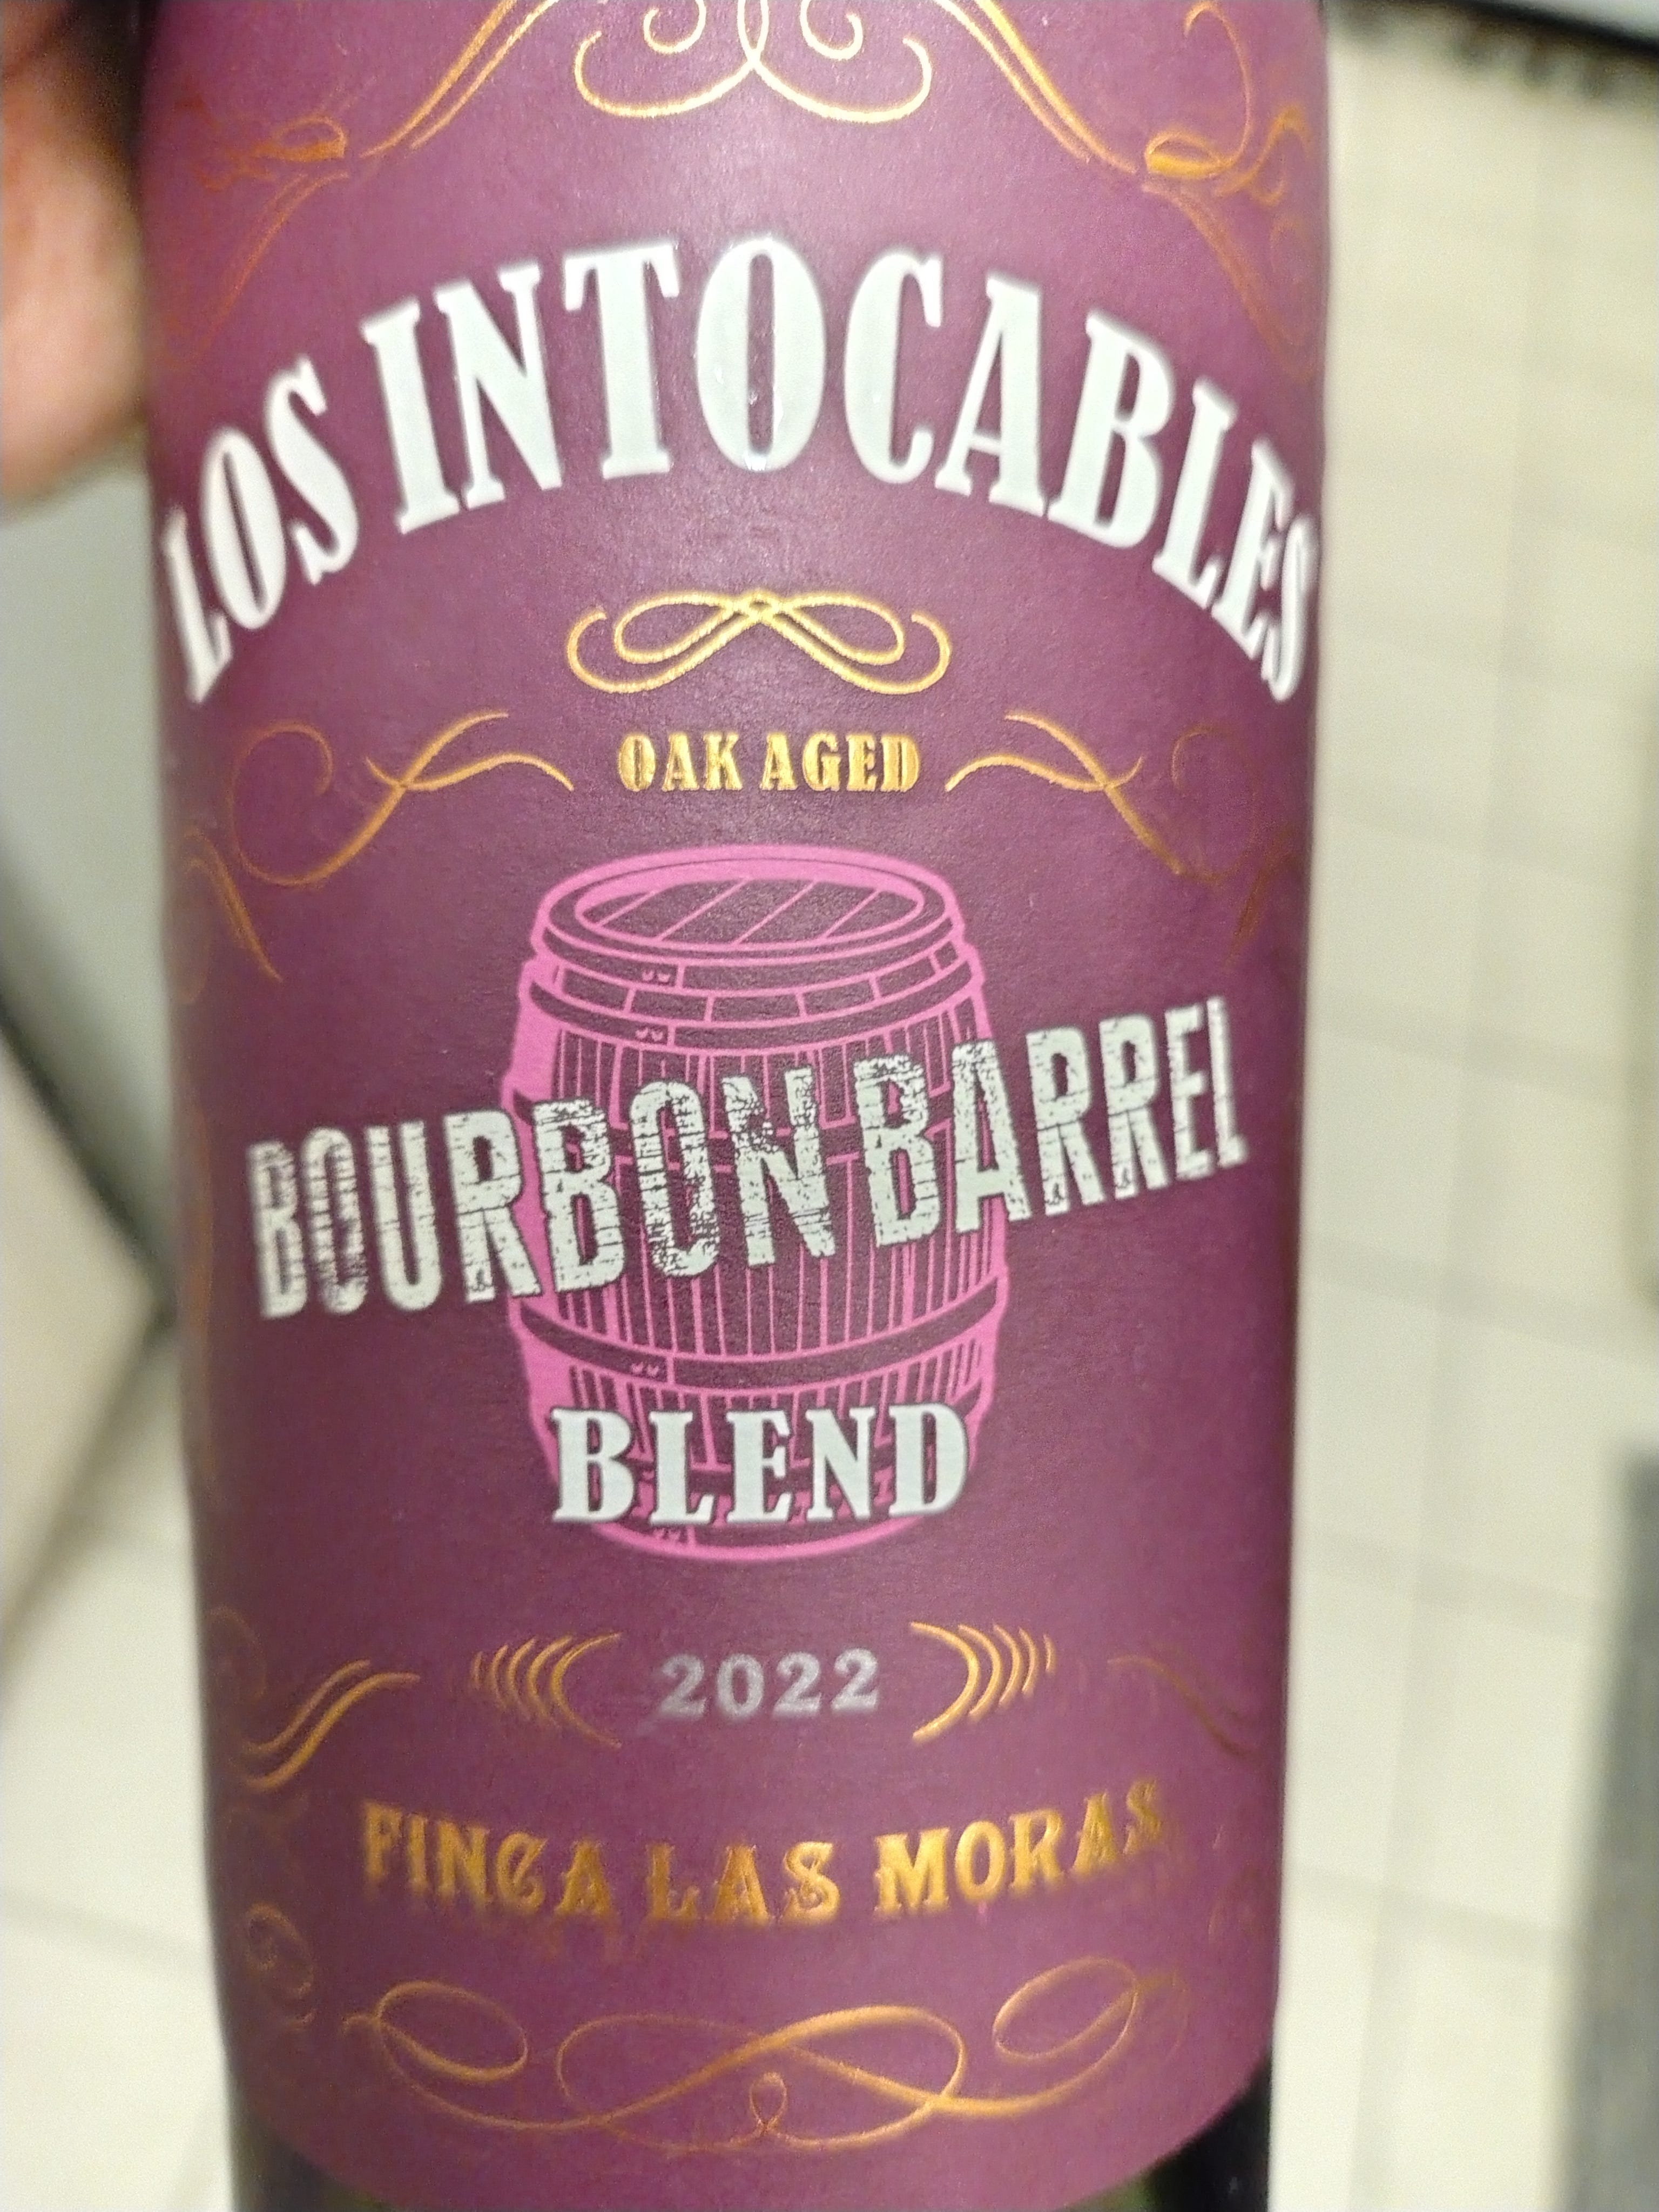 LOS INTOCABLES
OAK AGED
BOURBON BARREL
BLEND
2022
FINCA LAS MORAS